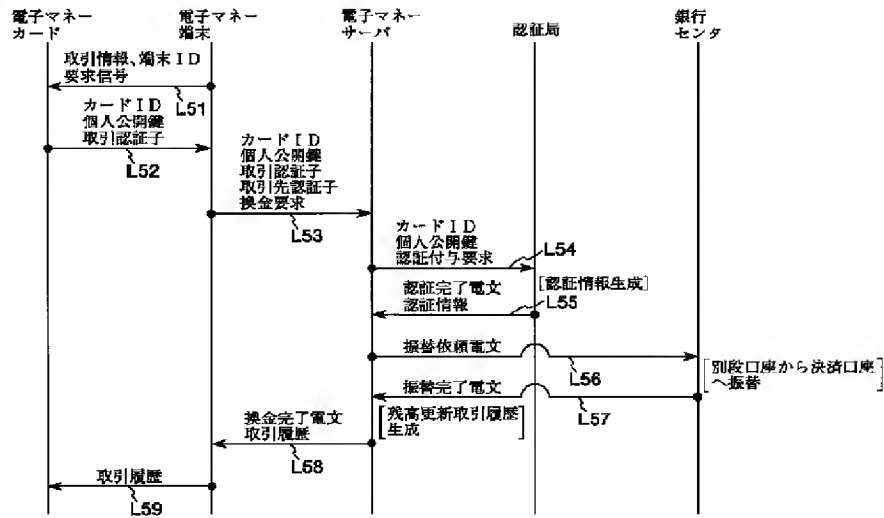 電子マネー
カード
電子マネー
端末
電子マネー
サーバ
認証局
銀行
センタ
取引情報、端末ID
要求信号
L51
カードID
個人公開鍵
取引認証子
L52
カードID
個人公開鍵
取引認証子
取引先認証子
換金要求
L53
カードID
個人公開鍵
認証付与要求
L54
[認証情報生成]
認証完了電文
認証情報
L55
振替依頼電文
L56
[別段口座から決済口座
へ振替]
振替完了電文
L57
[残高更新取引履歴
生成]
換金完了電文
取引履歴
L58
取引履歴
L59